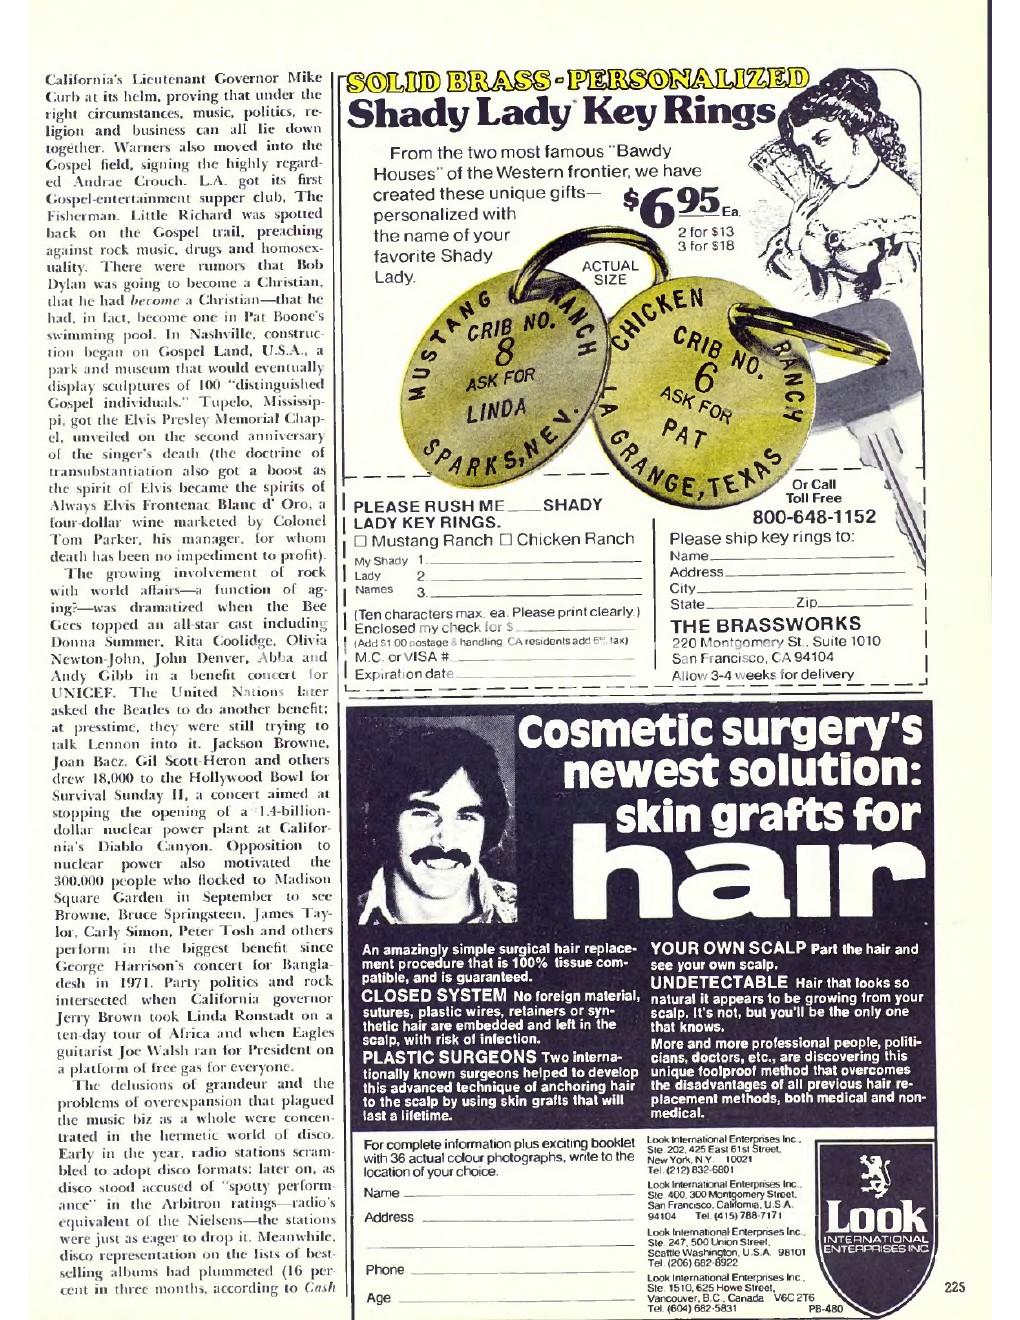 California's Lieutenant Governor Mike
Curb at its helm, proving that under the
right circumstances, music, politics, re-
ligion and business can all lie down
together. Warners also moved into the
Gospel field, signing the highly regard-
ed Andrae Crouch. L.A. got its first
Gospel-entertainment supper club, The
Fisherman. Little Richard was spotted
back on the Gospel trail, preaching
against rock music, drugs and homosex-
uality. There were rumors that Bob
Dylan was going to become a Christian,
that he had become a Christian—that he
had, in fact, become one in Pat Boone's
swimming pool. In Nashville, construc-
tion began on Gospel Land, U.S.A., a
park and museum that would eventually
display sculptures of 100 "distinguished
Gospel individuals." Tupelo, Mississip-
pi, got the Elvis Presley Memorial Chap-
el, unveiled on the second anniversary
of the singer's death (the doctrine of
transubstantiation also got a boost as
the spirit of Elvis became the spirits of
Always Elvis Frontenac Blanc d' Oro, a
four-dollar wine marketed by Colonel
Tom Parker, his manager, for whom
death has been no impediment to profit).
The growing involvement of rock
with world affairs—a function of ag-
ing?—was dramatized when the Bee
Gees topped an all-star cast including
Donna Summer, Rita Coolidge, Olivia
Newton-John, John Denver, Abba and
Andy Gibb in a benefit concert for
UNICEF. The United Nations later
asked the Beatles to do another benefit;
at presstime, they were still trying to
talk Lennon into it. Jackson Browne,
Joan Baez, Gil Scott-Heron and others
drew 18,000 to the Hollywood Bowl for
Survival Sunday II, a concert aimed at
stopping the opening of a 1.4-billion-
dollar nuclear power plant at Califor-
nia's Diablo Canyon. Opposition to
nuclear power also motivated the
300,000 people who flocked to Madison
Square Garden in September to see
Browne, Bruce Springsteen, James Tay-
lor, Carly Simon, Peter Tosh and others
perform in the biggest benefit since
George Harrison's concert for Bangla-
desh in 1971. Party politics and rock
intersected when California governor
Jerry Brown took Linda Ronstadt on a
ten-day tour of Africa and when Eagles
guitarist Joe Walsh ran for President on
a platform of free gas for everyone.
The delusions of grandeur and the
problems of overexpansion that plagued
the music biz as a whole were concen-
trated in the hermetic world of disco.
Early in the year, radio stations scram-
bled to adopt disco formats; later on, as
disco stood accused of "spotty perform-
ance" in the Arbitron ratings—radio's
equivalent of the Nielsens—the stations
were just as eager to drop it. Meanwhile,
disco representation on the lists of best-
selling albums had plummeted (16 per-
cent in three months, according to Cash
SOLID BRASS - PERSONALIZED
Shady Lady Key Rings
From the two most famous "Bawdy
Houses" of the Western frontier, we have
created these unique gifts—
personalized with
the name of your
favorite Shady
Lady.
$6.95 Ea.
2 for $13
3 for $18
ACTUAL
SIZE
MUSTANG RANCH
CRIB NO.
8
ASK FOR
LINDA
SPARKS, NEV.
CHICKEN RANCH
CRIB NO.
6
ASK FOR
PAT
LA GRANGE, TEXAS
PLEASE RUSH ME____SHADY
LADY KEY RINGS.
☐ Mustang Ranch ☐ Chicken Ranch
My Shady 1.
Lady 2.
Names 3.
(Ten characters max. ea. Please print clearly.)
Enclosed my check for $
(Add $1.00 postage & handling. CA residents add 6% tax)
M.C. or VISA #
Expiration date
Or Call
Toll Free
800-648-1152
Please ship key rings to:
Name
Address
City
State Zip
THE BRASSWORKS
220 Montgomery St., Suite 1010
San Francisco, CA 94104
Allow 3-4 weeks for delivery
Cosmetic surgery's
newest solution:
skin grafts for
hair
An amazingly simple surgical hair replace-
ment procedure that is 100% tissue com-
patible, and is guaranteed.
CLOSED SYSTEM No foreign material,
sutures, plastic wires, retainers or syn-
thetic hair are embedded and left in the
scalp, with risk of infection.
PLASTIC SURGEONS Two interna-
tionally known surgeons helped to develop
this advanced technique of anchoring hair
to the scalp by using skin grafts that will
last a lifetime.
YOUR OWN SCALP Part the hair and
see your own scalp.
UNDETECTABLE Hair that looks so
natural it appears to be growing from your
scalp. It's not, but you'll be the only one
that knows.
More and more professional people, politi-
cians, doctors, etc., are discovering this
unique foolproof method that overcomes
the disadvantages of all previous hair re-
placement methods, both medical and non-
medical.
For complete information plus exciting booklet
with 36 actual colour photographs, write to the
location of your choice.
Name
Address
Phone
Age
Look International Enterprises Inc.,
Ste. 202, 425 East 61st Street,
New York, N.Y. 10021
Tel. (212) 832-6801
Look International Enterprises Inc.,
Ste. 400, 300 Montgomery Street,
San Francisco, California, U.S.A.
94104 Tel. (415) 788-7171
Look International Enterprises Inc.,
Ste. 247, 500 Union Street,
Seattle Washington, U.S.A. 98101
Tel. (206) 682-8922
Look International Enterprises Inc.,
Ste. 1510, 625 Howe Street,
Vancouver, B.C., Canada V6C 2T6
Tel. (604) 682-5831
PB-480
Look
INTERNATIONAL
ENTERPRISES INC
225